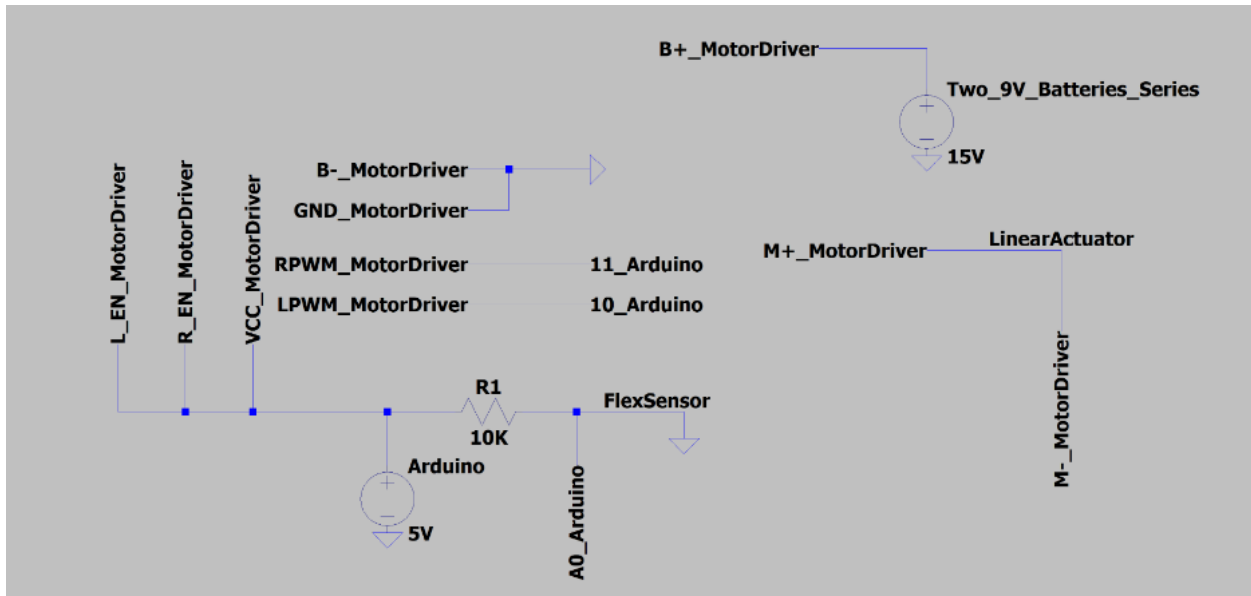 B+_MotorDriver
Two_9V_Batteries_Series
15V
B-_MotorDriver
GND_MotorDriver
L_EN_MotorDriver
R_EN_MotorDriver
VCC_MotorDriver
RPWM_MotorDriver
11_Arduino
LPWM_MotorDriver
10_Arduino
M+_MotorDriver
LinearActuator
M-_MotorDriver
R1
10K
FlexSensor
Arduino
5V
A0_Arduino